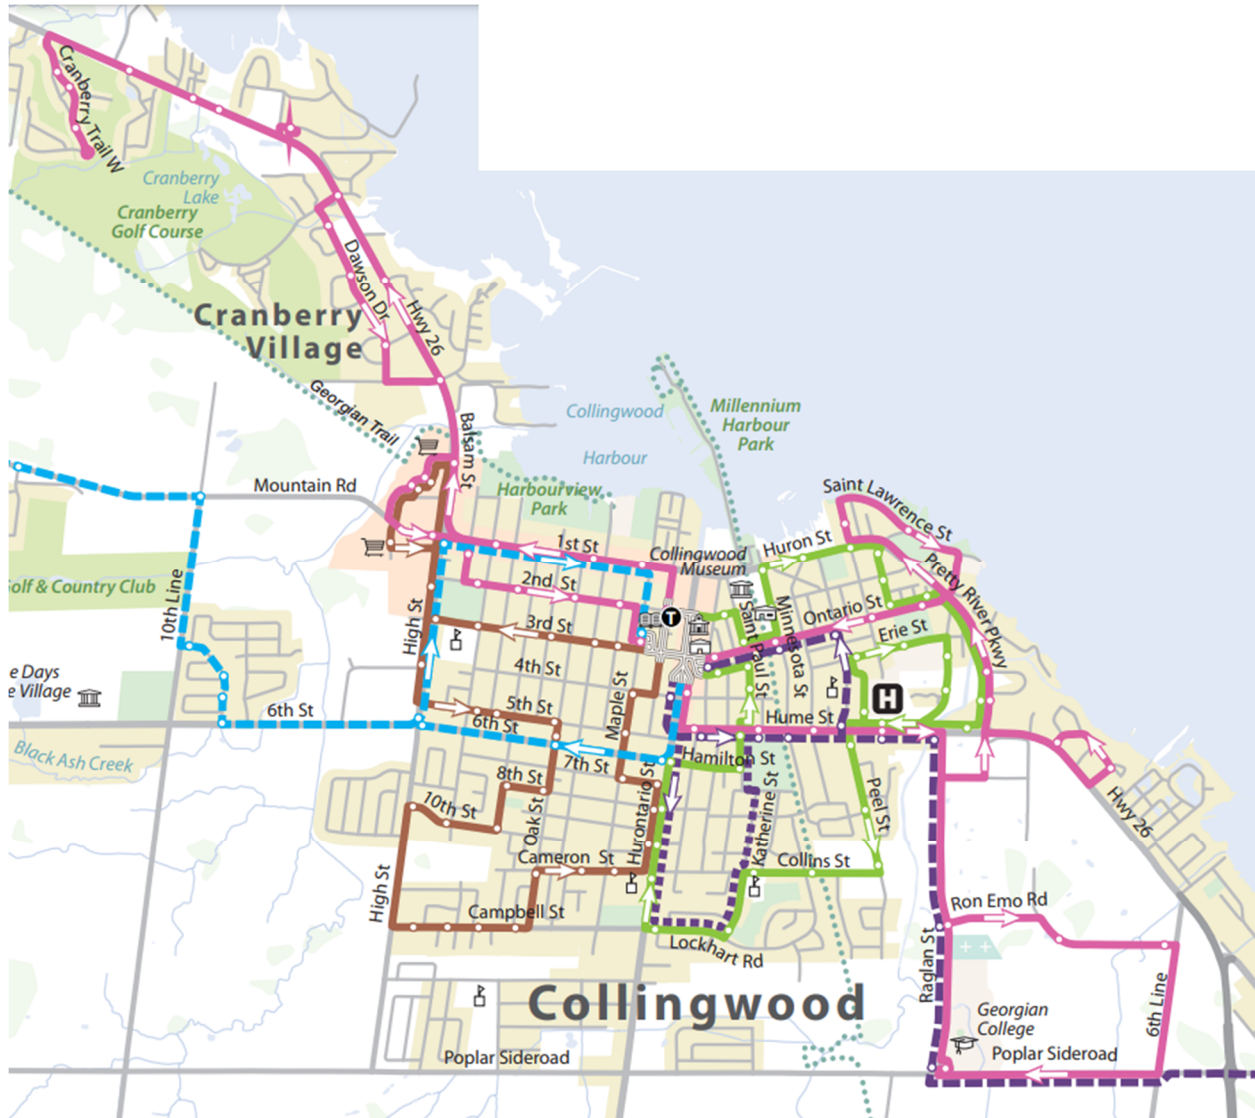 Cranberry Trail W
Cranberry
Lake
Cranberry
Golf Course
Dawson Dr
Hwy 26
Cranberry
Village
Georgian Trail
Balsam St
Collingwood
Harbour
Millennium
Harbour
Park
Mountain Rd
Harbourview
Park
Saint Lawrence St
1st St
Collingwood
Museum
Huron St
Pretty River Pkwy
Golf & Country Club
10th Line
2nd St
T
High St
3rd St
Saint Paul St
Minnesota St
Ontario St
Erie St
4th St
e Days
e Village
Maple St
H
5th St
6th St
6th St
Hume St
Black Ash Creek
7th St
Hamilton St
8th St
10th St
Oak St
Hurontario St
Katherine St
Peel St
Hwy 26
Cameron St
Collins St
High St
Campbell St
Ron Emo Rd
Lockhart Rd
Raglan St
Collingwood
Georgian
College
6th Line
Poplar Sideroad
Poplar Sideroad